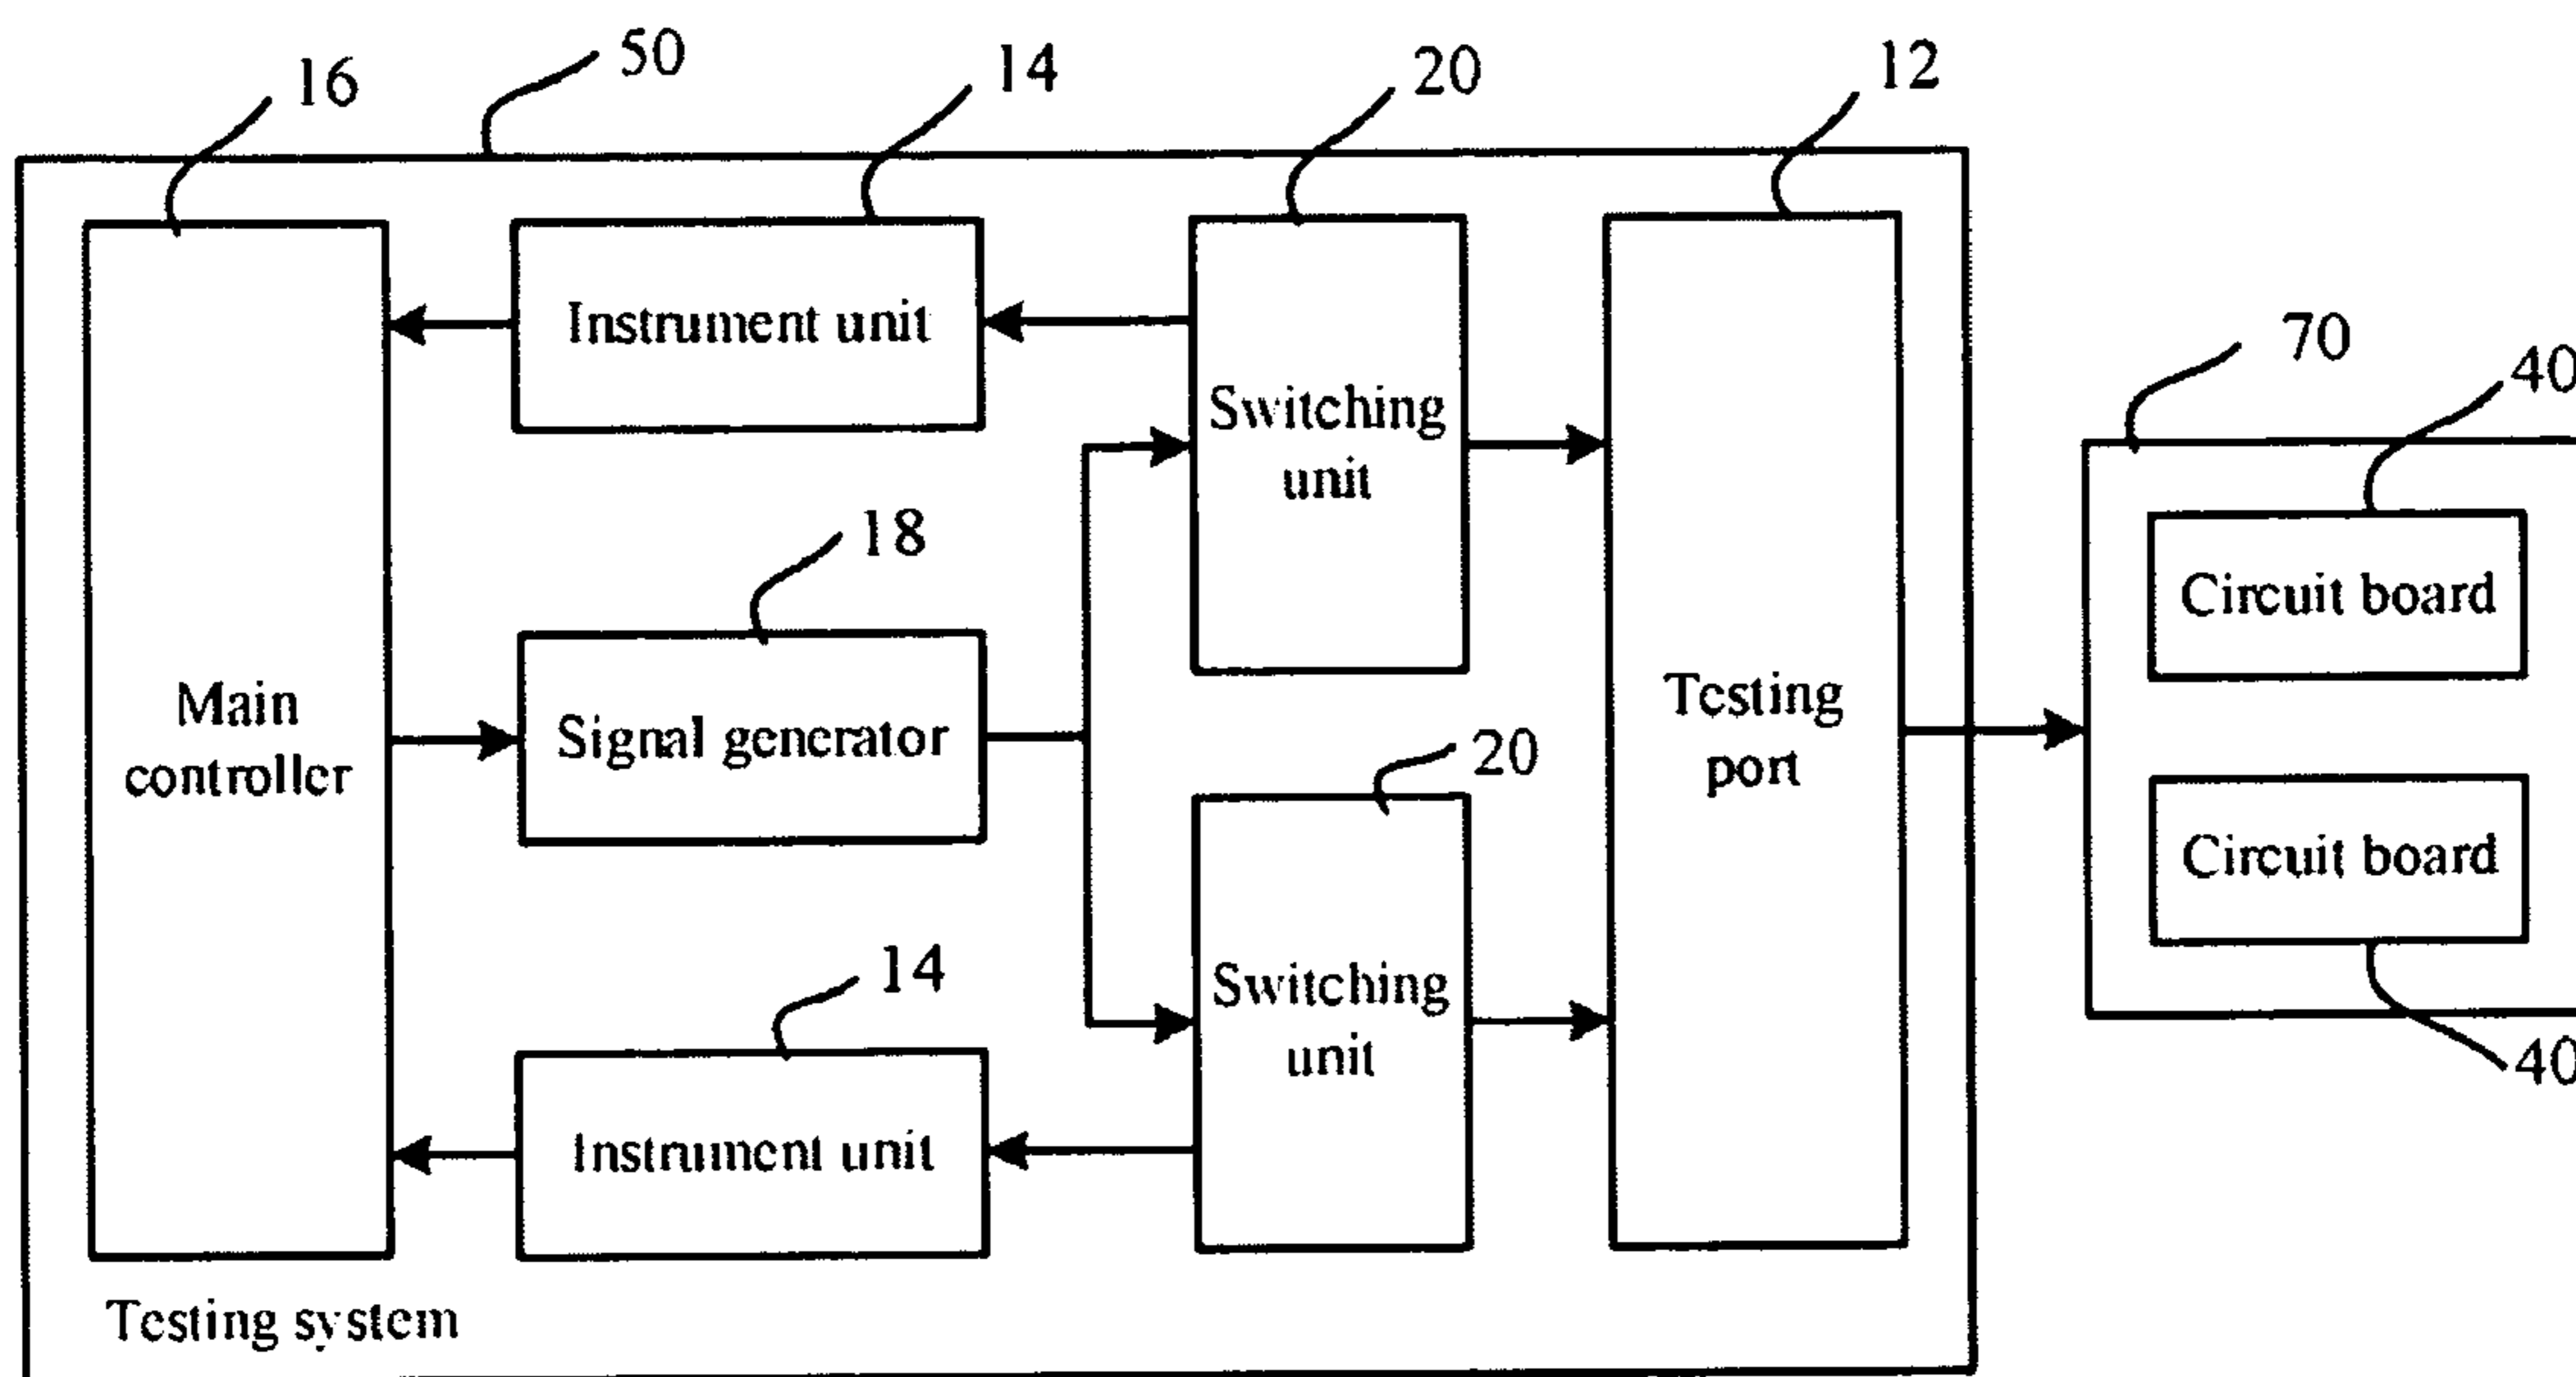 50
14
20
12
16
Instrument unit
Switching
unit
70
40
18
Circuit board
Main
controller
Signal generator
Testing
port
20
Circuit board
14
Switching
unit
40
Instrument unit
Testing system